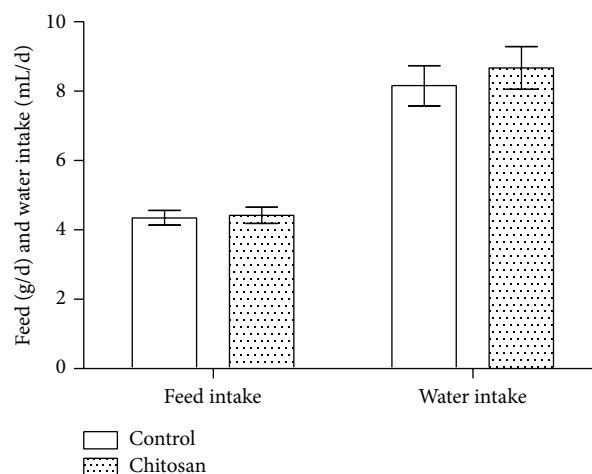 Feed (g/d) and water intake (mL/d)
10
8
6
4
2
0
Feed intake
Water intake
Control
Chitosan